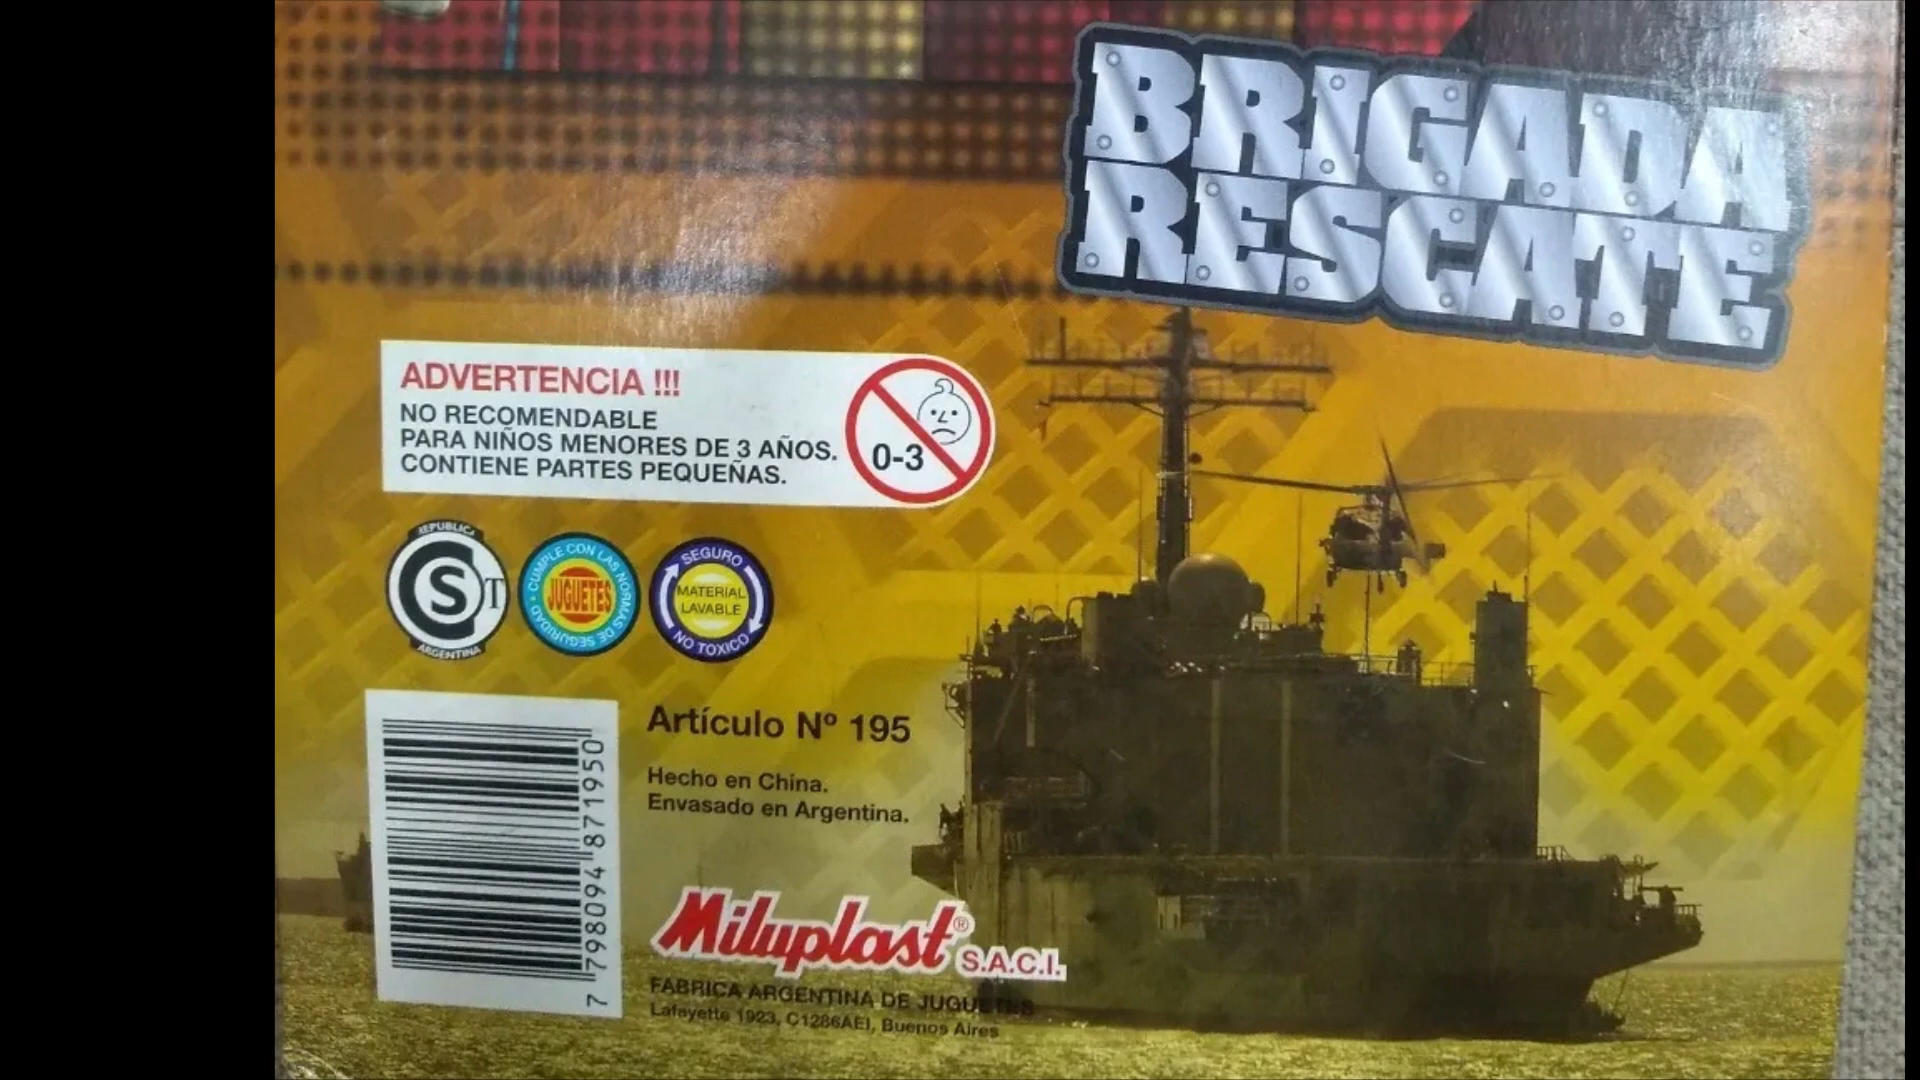 BRIGADA
RESCATE
ADVERTENCIA !!!
NO RECOMENDABLE
PARA NIÑOS MENORES DE 3 AÑOS.
CONTIENE PARTES PEQUEÑAS.
0-3
REPUBLICA
S T
ARGENTINA
CUMPLE CON LAS NORMAS DE SEGURIDAD
JUGUETES
SEGURO
MATERIAL
LAVABLE
NO TOXICO
Artículo Nº 195
Hecho en China.
Envasado en Argentina.
7 798094 871950
Miluplast® S.A.C.I.
FABRICA ARGENTINA DE JUGUETES
Lafayette 1923, C1286AEI, Buenos Aires